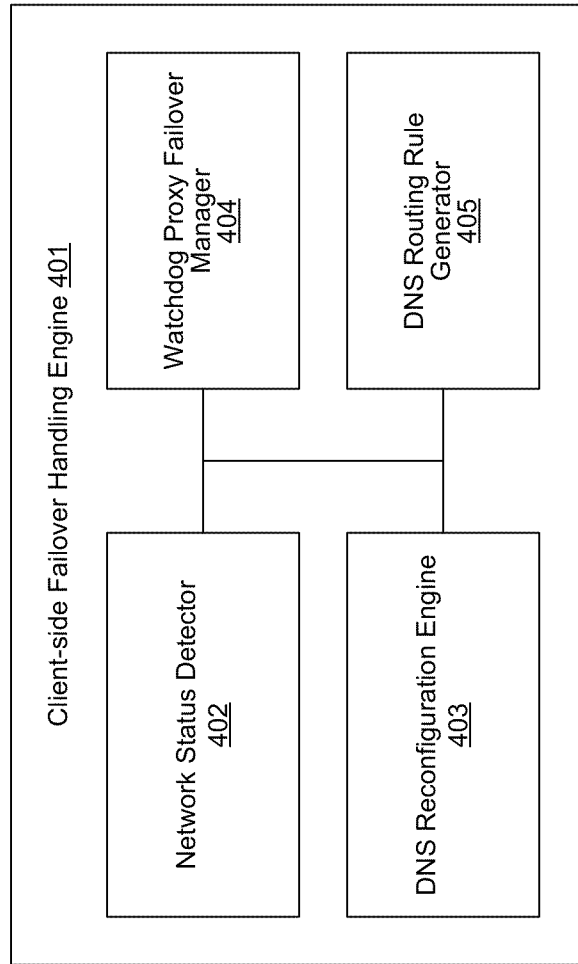 Client-side Failover Handling Engine 401
Network Status Detector
402
Watchdog Proxy Failover
Manager
404
DNS Reconfiguration Engine
403
DNS Routing Rule
Generator
405